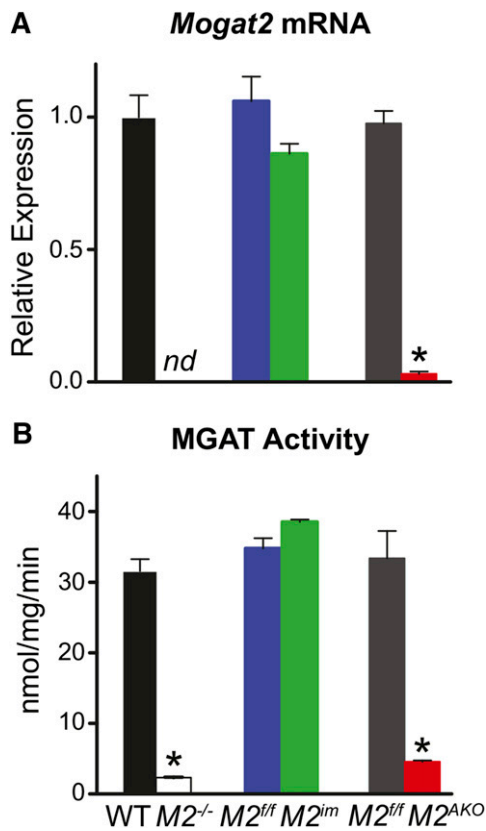 A
Mogat2 mRNA
Relative Expression
1.0
0.5
0.0
nd
*
B
MGAT Activity
nmol/mg/min
40
30
20
10
0
*
*
WT M2-/- M2f/f M2im M2f/f M2AKO